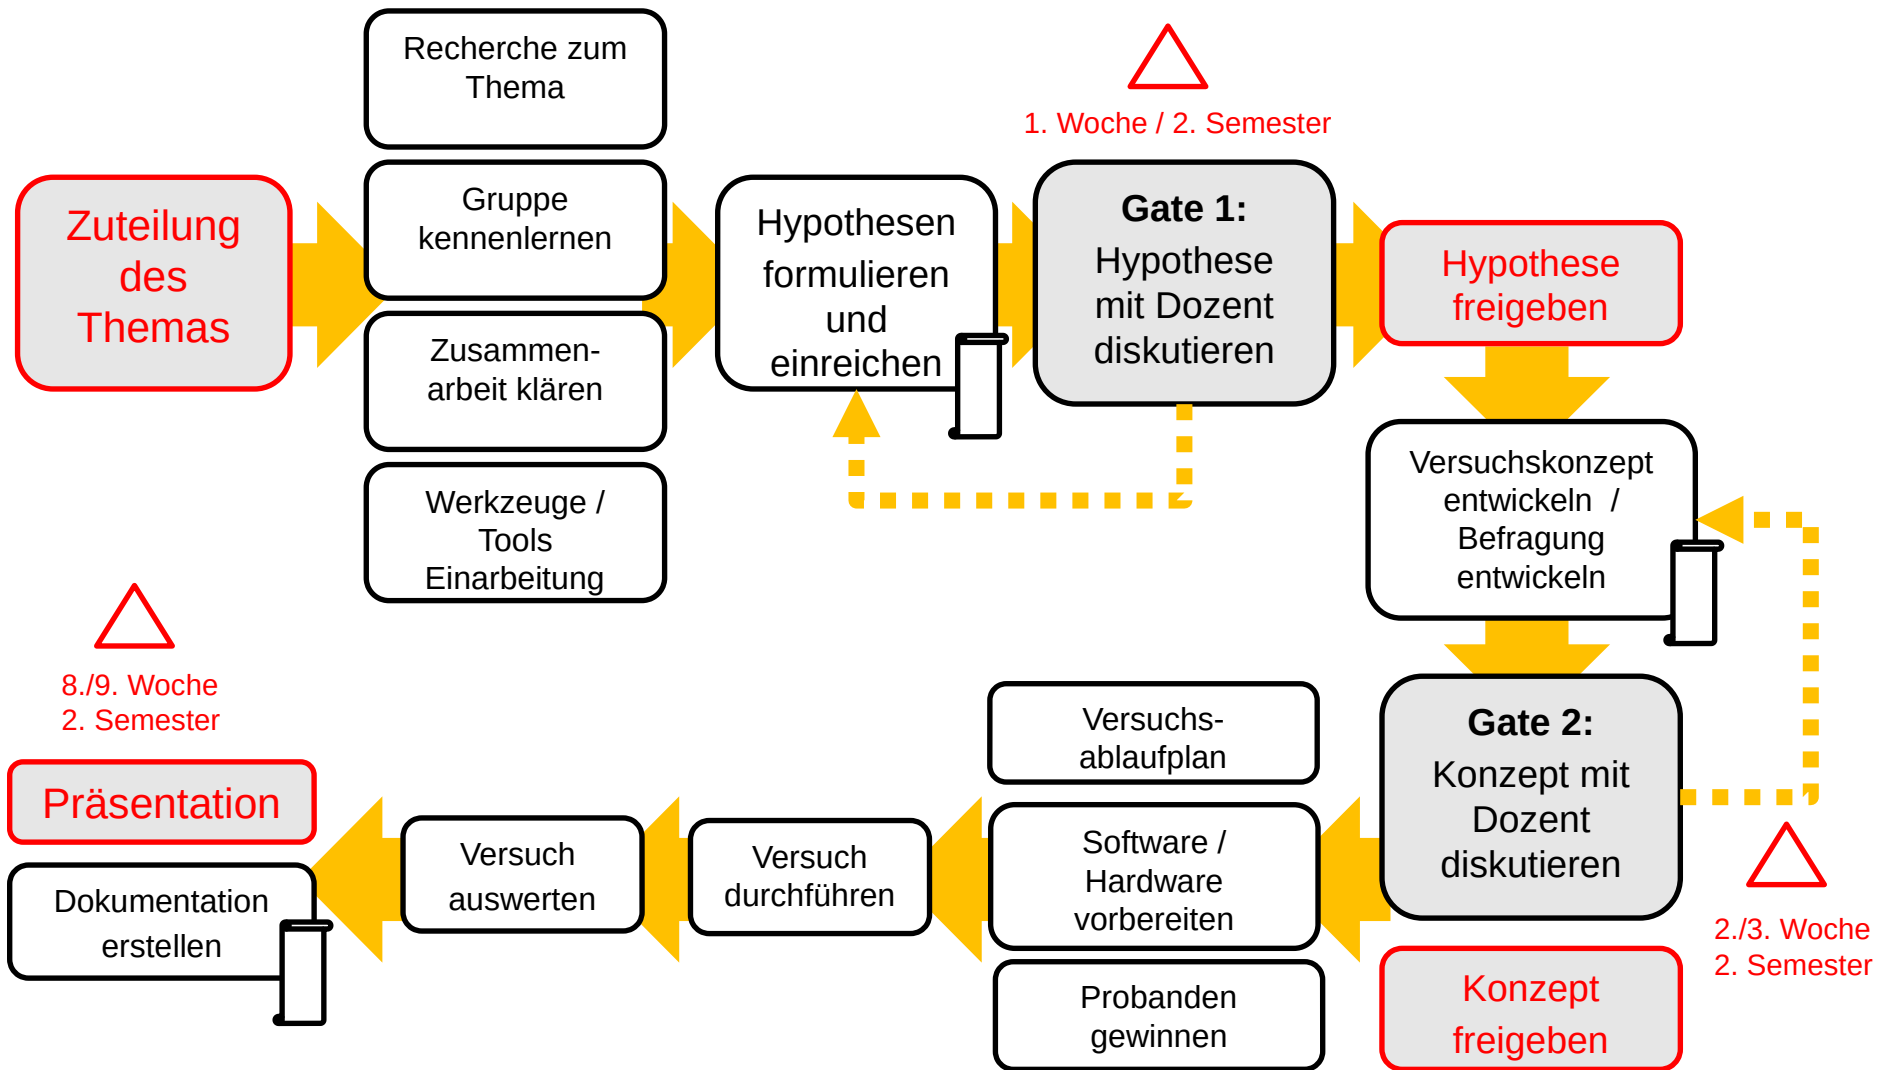 Zuteilung
des
Themas
Recherche zum
Thema
Gruppe
kennenlernen
Zusammen-
arbeit klären
Werkzeuge /
Tools
Einarbeitung
Hypothesen
formulieren
und
einreichen
1. Woche / 2. Semester
Gate 1:
Hypothese
mit Dozent
diskutieren
Hypothese
freigeben
Versuchskonzept
entwickeln /
Befragung
entwickeln
Gate 2:
Konzept mit
Dozent
diskutieren
2./3. Woche
2. Semester
Konzept
freigeben
Versuchs-
ablaufplan
Software /
Hardware
vorbereiten
Probanden
gewinnen
Versuch
durchführen
Versuch
auswerten
8./9. Woche
2. Semester
Präsentation
Dokumentation
erstellen